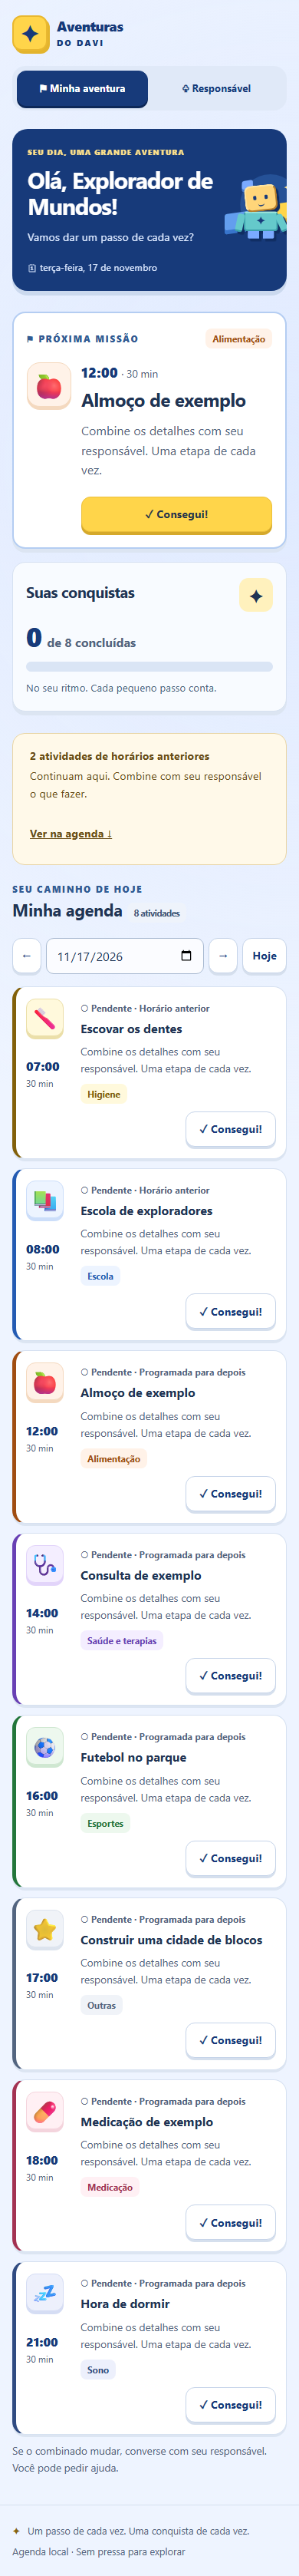 Aventuras
DO DAVI
Minha aventura
Responsável
SEU DIA, UMA GRANDE AVENTURA
Olá, Explorador de
Mundos!
Vamos dar um passo de cada vez?
terça-feira, 17 de novembro
PRÓXIMA MISSÃO
Alimentação
12:00 · 30 min
Almoço de exemplo
Combine os detalhes com seu
responsável. Uma etapa de cada
vez.
✓ Consegui!
Suas conquistas
0 de 8 concluídas
No seu ritmo. Cada pequeno passo conta.
2 atividades de horários anteriores
Continuam aqui. Combine com seu responsável
o que fazer.
Ver na agenda ↓
SEU CAMINHO DE HOJE
Minha agenda 8 atividades
←
11/17/2026
→
Hoje
○ Pendente · Horário anterior
Escovar os dentes
Combine os detalhes com seu
responsável. Uma etapa de cada vez.
07:00
30 min
Higiene
✓ Consegui!
○ Pendente · Horário anterior
Escola de exploradores
Combine os detalhes com seu
responsável. Uma etapa de cada vez.
08:00
30 min
Escola
✓ Consegui!
○ Pendente · Programada para depois
Almoço de exemplo
Combine os detalhes com seu
responsável. Uma etapa de cada vez.
12:00
30 min
Alimentação
✓ Consegui!
○ Pendente · Programada para depois
Consulta de exemplo
Combine os detalhes com seu
responsável. Uma etapa de cada vez.
14:00
30 min
Saúde e terapias
✓ Consegui!
○ Pendente · Programada para depois
Futebol no parque
Combine os detalhes com seu
responsável. Uma etapa de cada vez.
16:00
30 min
Esportes
✓ Consegui!
○ Pendente · Programada para depois
Construir uma cidade de blocos
Combine os detalhes com seu
responsável. Uma etapa de cada vez.
17:00
30 min
Outras
✓ Consegui!
○ Pendente · Programada para depois
Medicação de exemplo
Combine os detalhes com seu
responsável. Uma etapa de cada vez.
18:00
30 min
Medicação
✓ Consegui!
○ Pendente · Programada para depois
Hora de dormir
Combine os detalhes com seu
responsável. Uma etapa de cada vez.
21:00
30 min
Sono
✓ Consegui!
Se o combinado mudar, converse com seu responsável.
Você pode pedir ajuda.
Um passo de cada vez. Uma conquista de cada vez.
Agenda local · Sem pressa para explorar